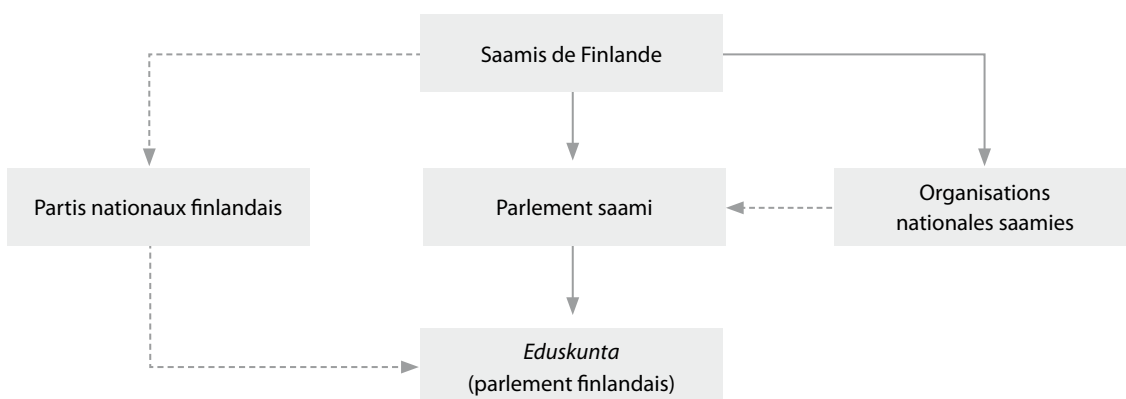 Saamis de Finlande
Partis nationaux finlandais
Parlement saami
Organisations
nationales saamies
Eduskunta
(parlement finlandais)